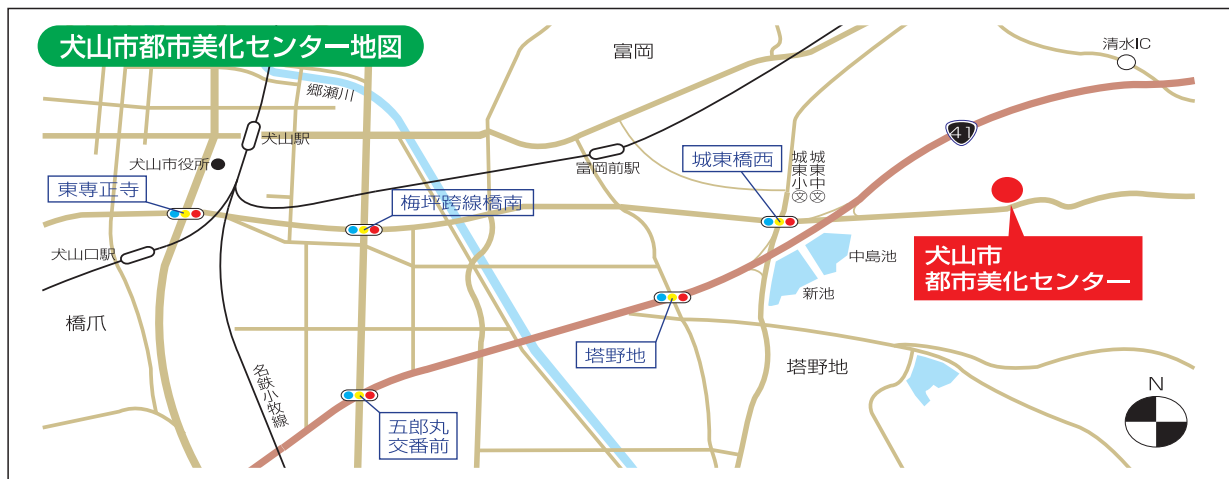 犬山市都市美化センター地図
富岡
清水IC
郷瀬川
犬山駅
41
犬山市役所
富岡前駅
城東橋西
城東小
城東中
文
文
東専正寺
梅坪跨線橋南
犬山口駅
中島池
犬山市
都市美化センター
新池
橋爪
塔野地
塔野地
名鉄小牧線
N
五郎丸
交番前